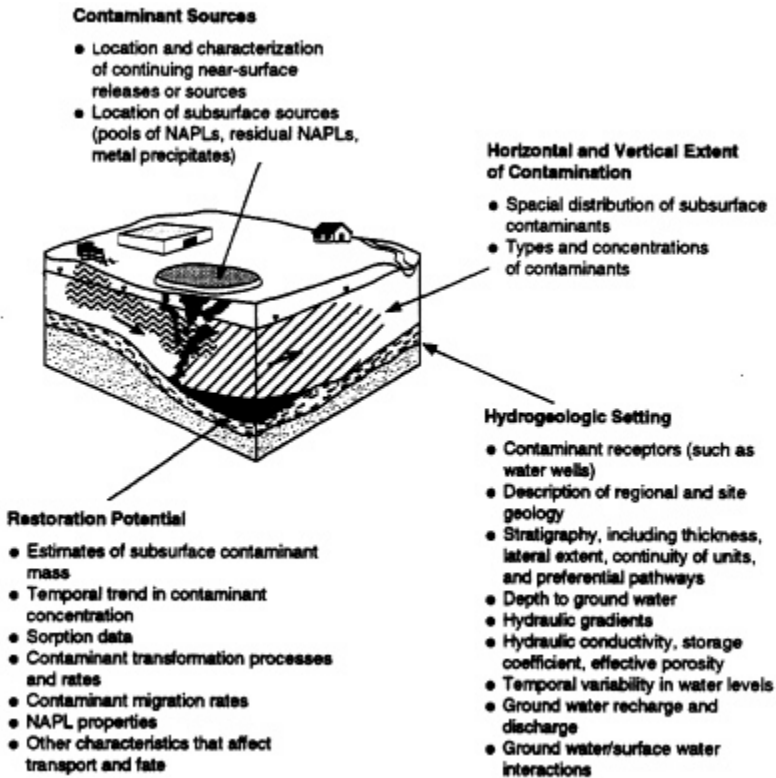 Contaminant Sources
● Location and characterization
of continuing near-surface
releases or sources
● Location of subsurface sources
(pools of NAPLs, residual NAPLs,
metal precipitates)
Horizontal and Vertical Extent
of Contamination
● Spacial distribution of subsurface
contaminants
● Types and concentrations
of contaminants
Hydrogeologic Setting
● Contaminant receptors (such as
water wells)
● Description of regional and site
geology
● Stratigraphy, including thickness,
lateral extent, continuity of units,
and preferential pathways
● Depth to ground water
● Hydraulic gradients
● Hydraulic conductivity, storage
coefficient, effective porosity
● Temporal variability in water levels
● Ground water recharge and
discharge
● Ground water/surface water
interactions
Restoration Potential
● Estimates of subsurface contaminant
mass
● Temporal trend in contaminant
concentration
● Sorption data
● Contaminant transformation processes
and rates
● Contaminant migration rates
● NAPL properties
● Other characteristics that affect
transport and fate